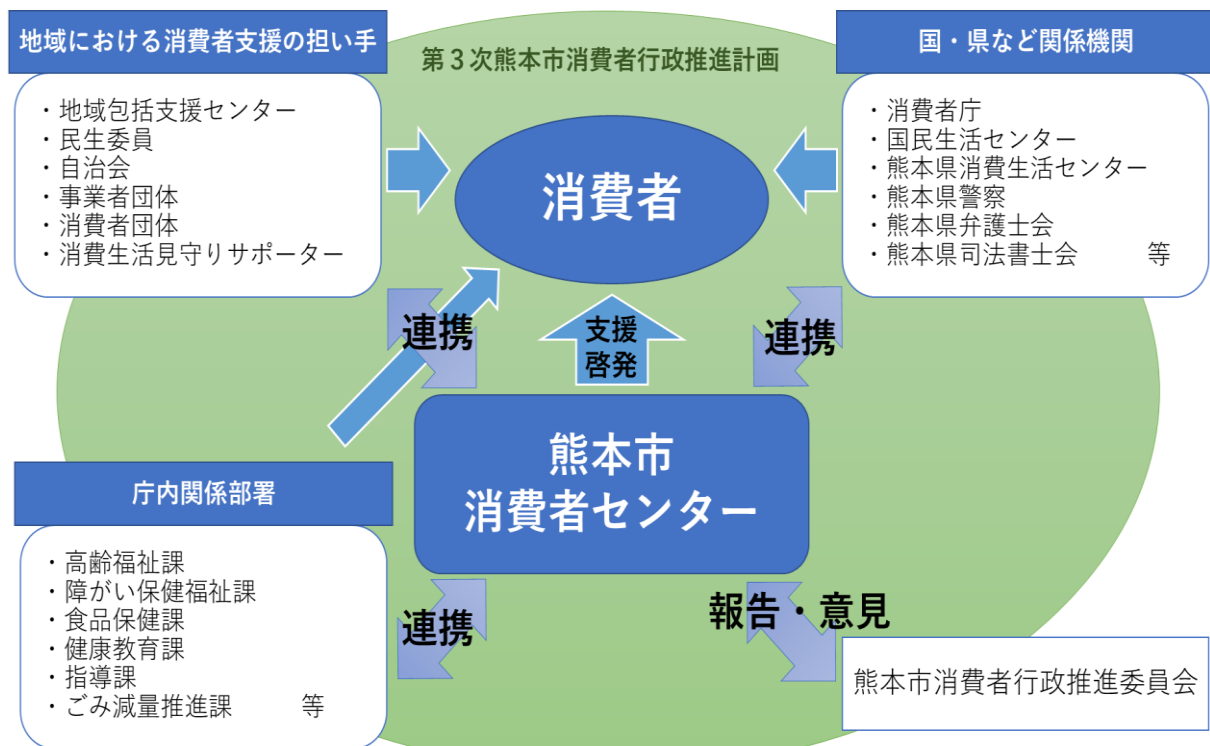 地域における消費者支援の担い手
・地域包括支援センター
・民生委員
・自治会
・事業者団体
・消費者団体
・消費生活見守りサポーター
第3次熊本市消費者行政推進計画
国・県など関係機関
・消費者庁
・国民生活センター
・熊本県消費生活センター
・熊本県警察
・熊本県弁護士会
・熊本県司法書士会 等
消費者
連携
支援
啓発
連携
熊本市
消費者センター
庁内関係部署
・高齢福祉課
・障がい保健福祉課
・食品保健課
・健康教育課
・指導課
・ごみ減量推進課 等
連携
報告・意見
熊本市消費者行政推進委員会